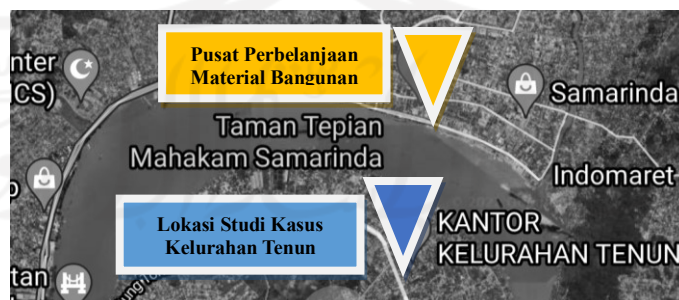 Pusat Perbelanjaan
Material Bangunan
nter
ICS)
Samarinda
Taman Tepian
Mahakam Samarinda
Indomaret
Lokasi Studi Kasus
Kelurahan Tenun
KANTOR
KELURAHAN TENUN
tan